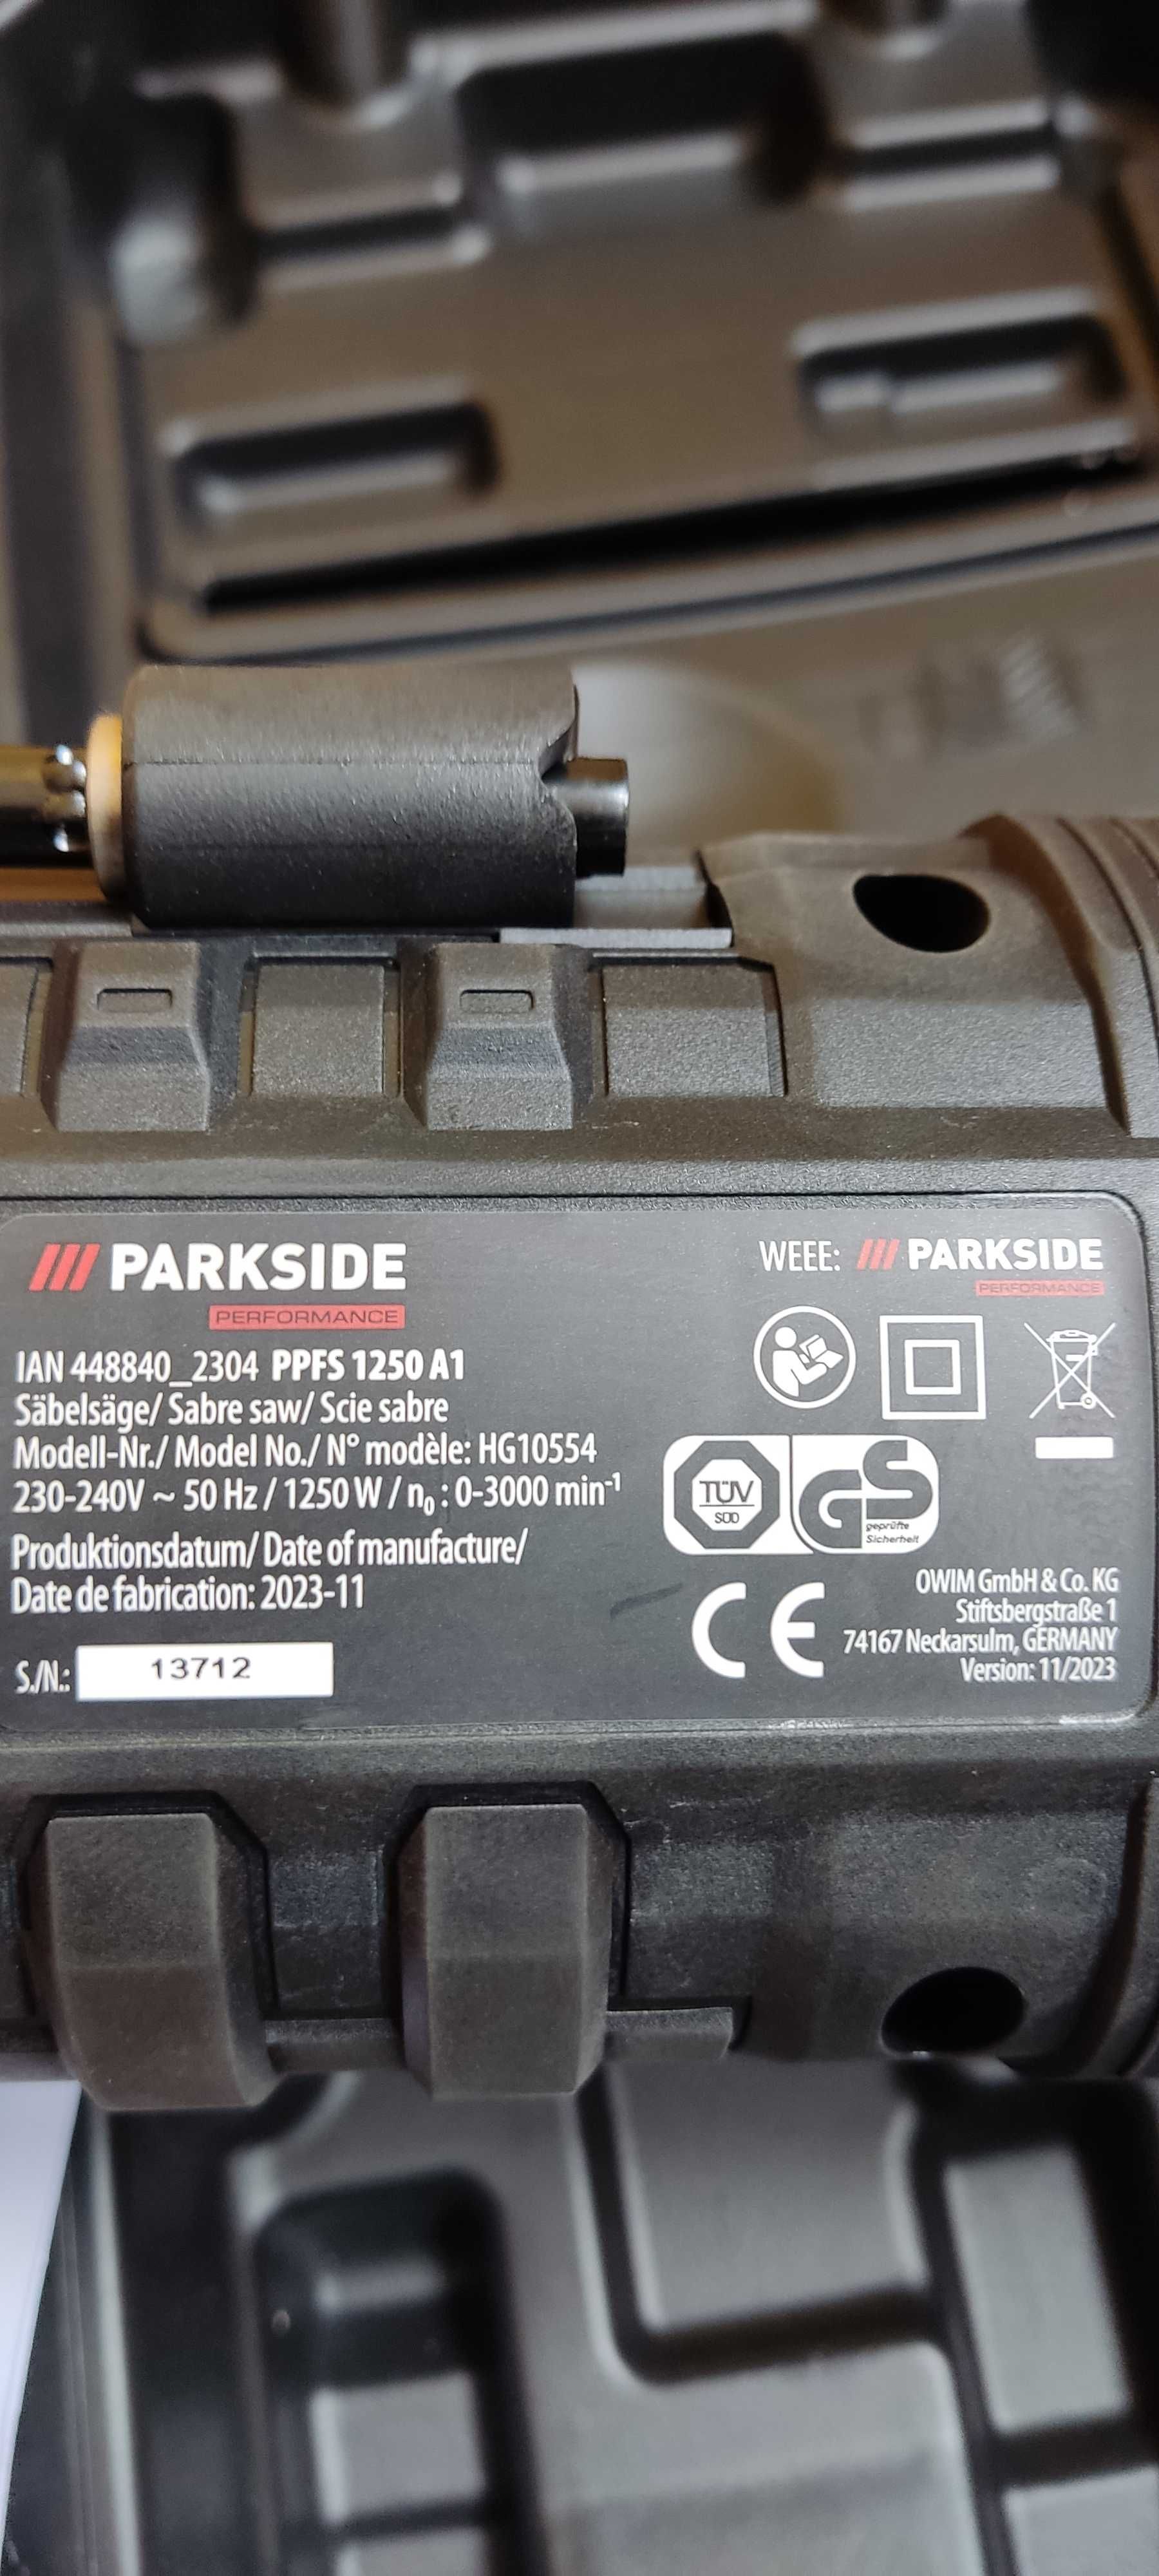 PARKSIDE
PERFORMANCE
IAN 448840_2304 PPFS 1250 A1
Säbelsäge/ Sabre saw/ Scie sabre
Modell-Nr./ Model No./ N° modèle: HG10554
230-240V ~ 50 Hz / 1250 W / n₀ : 0-3000 min⁻¹
Produktionsdatum/ Date of manufacture/
Date de fabrication: 2023-11
S./N.: 13712
WEEE: PARKSIDE
PERFORMANCE
TÜV
SÜD
GS
geprüfte
Sicherheit
CE
OWIM GmbH & Co. KG
Stiftsbergstraße 1
74167 Neckarsulm, GERMANY
Version: 11/2023